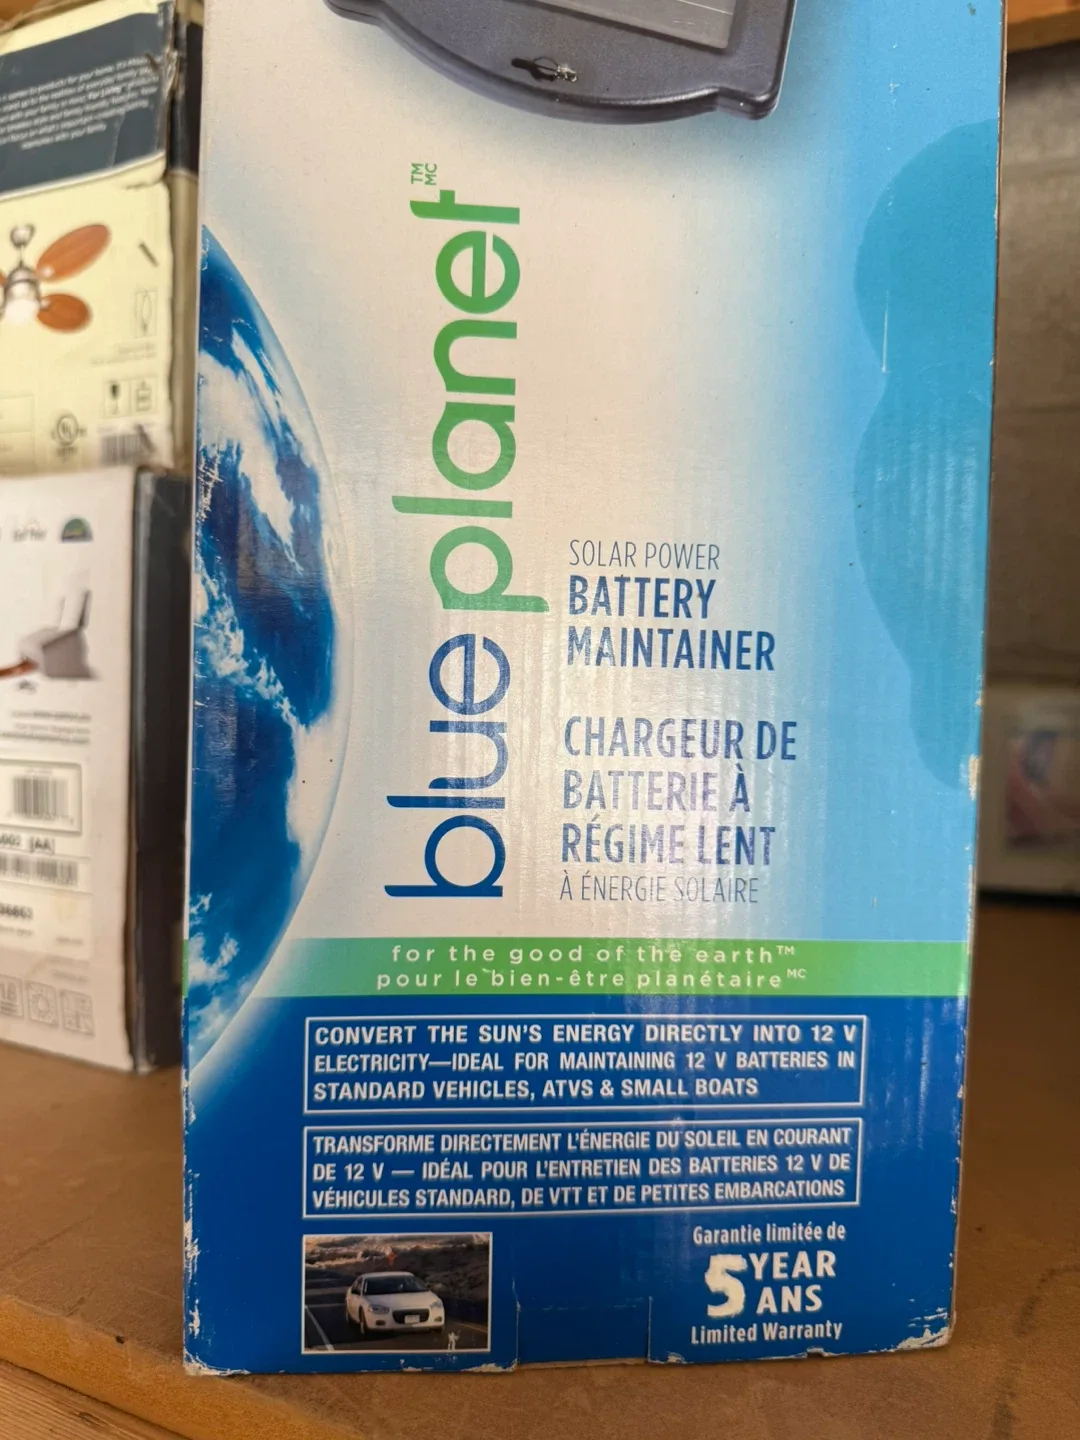 blue planet™ MC
SOLAR POWER
BATTERY
MAINTAINER
CHARGEUR DE
BATTERIE À
RÉGIME LENT
À ÉNERGIE SOLAIRE
for the good of the earth™
pour le bien-être planétaire MC
CONVERT THE SUN'S ENERGY DIRECTLY INTO 12 V
ELECTRICITY—IDEAL FOR MAINTAINING 12 V BATTERIES IN
STANDARD VEHICLES, ATVS & SMALL BOATS
TRANSFORME DIRECTEMENT L'ÉNERGIE DU SOLEIL EN COURANT
DE 12 V — IDÉAL POUR L'ENTRETIEN DES BATTERIES 12 V DE
VÉHICULES STANDARD, DE VTT ET DE PETITES EMBARCATIONS
Garantie limitée de
5 YEAR
ANS
Limited Warranty